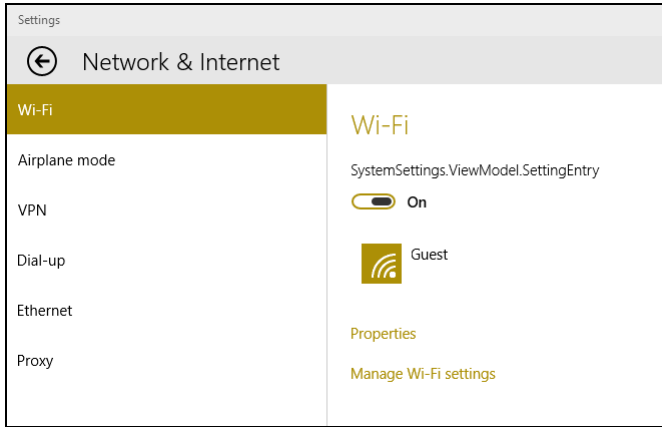 Settings
Network & Internet
Wi-Fi
Airplane mode
VPN
Dial-up
Ethernet
Proxy
Wi-Fi
SystemSettings.ViewModel.SettingEntry
On
Guest
Properties
Manage Wi-Fi settings